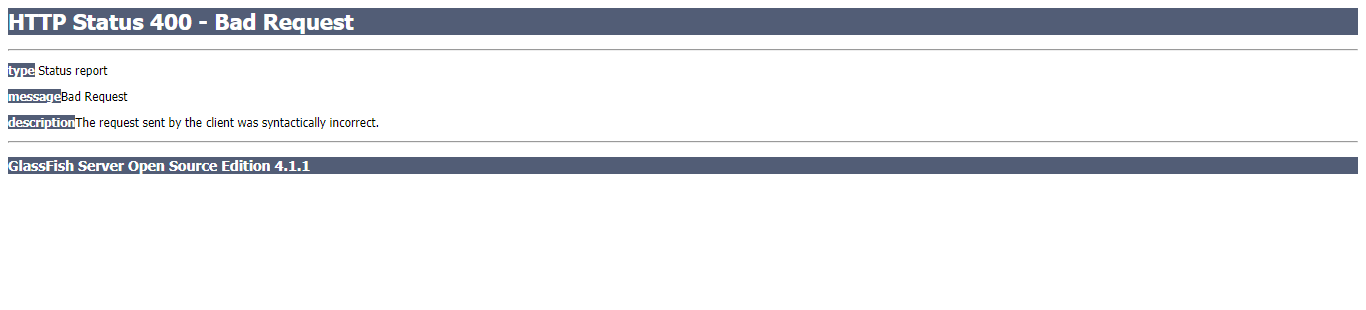 HTTP Status 400 - Bad Request
type Status report
messageBad Request
descriptionThe request sent by the client was syntactically incorrect.
GlassFish Server Open Source Edition 4.1.1